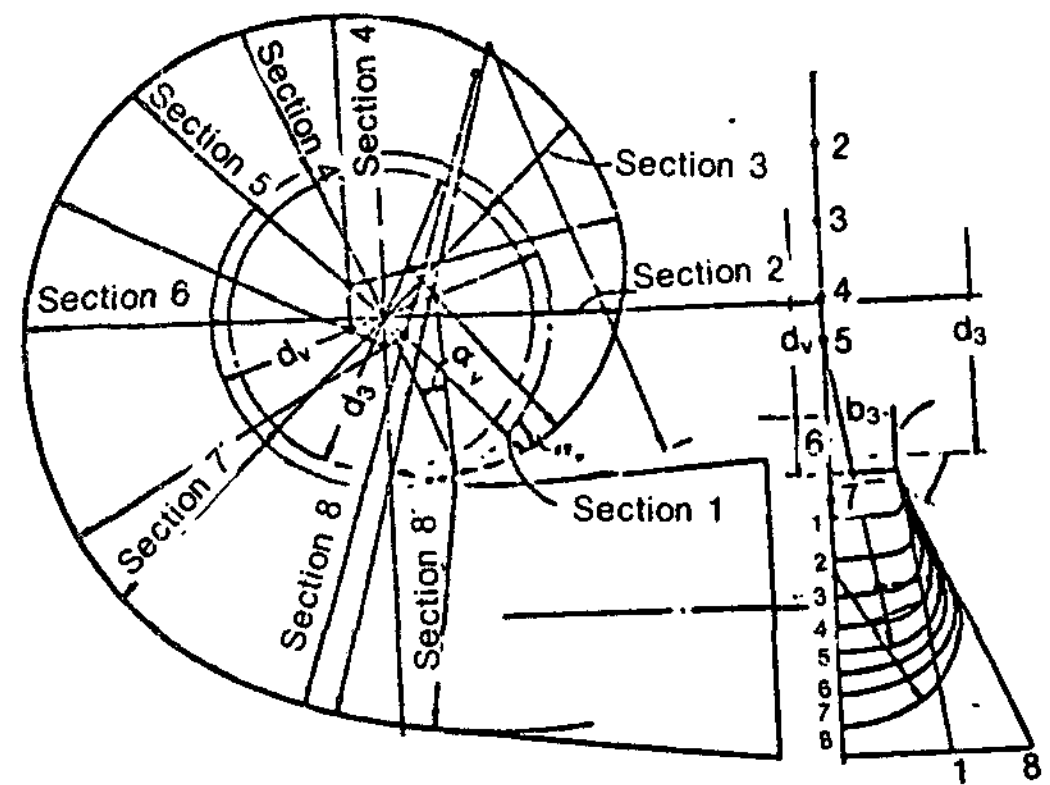 Section 4
Section 4
Section 5
Section 3
Section 2
Section 6
dᵥ
d₃
αᵥ
Section 7
Section 8
Section 8
Section 1
2
3
4
dᵥ
5
d₃
b₃
6
7
1
2
3
4
5
6
7
8
1
8